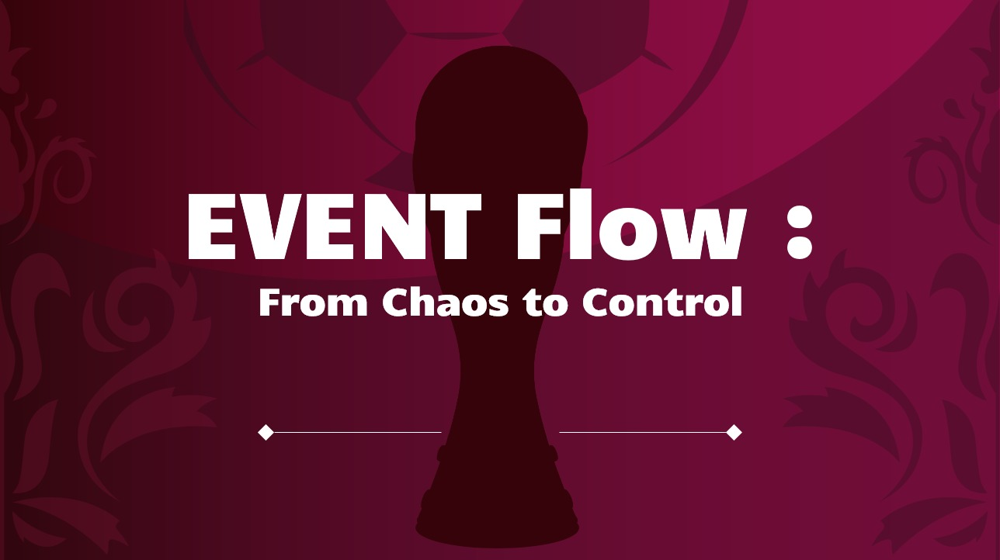 EVENT Flow :
From Chaos to Control